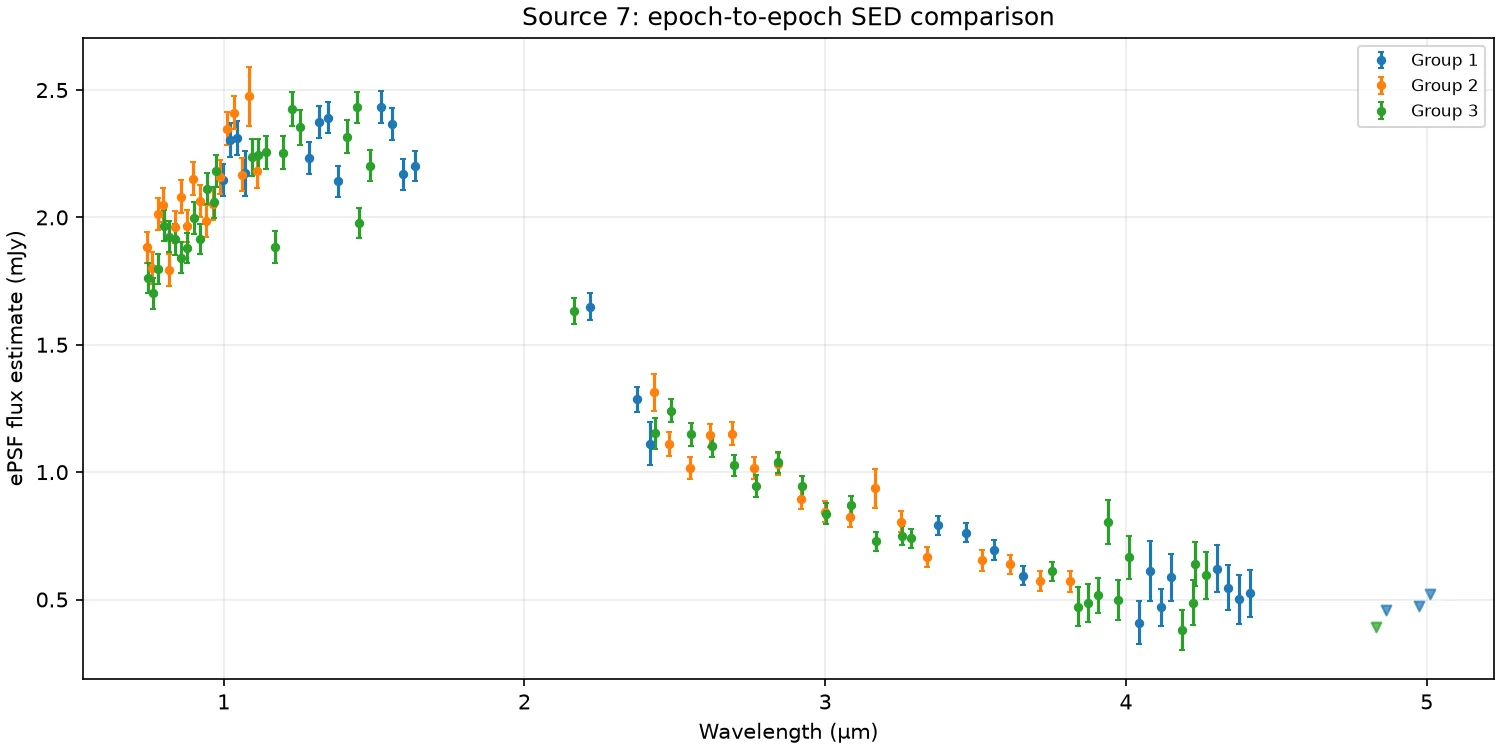 Source 7: epoch-to-epoch SED comparison
Group 1
Group 2
Group 3
ePSF flux estimate (mJy)
2.5
2.0
1.5
1.0
0.5
1 2 3 4 5
Wavelength (μm)